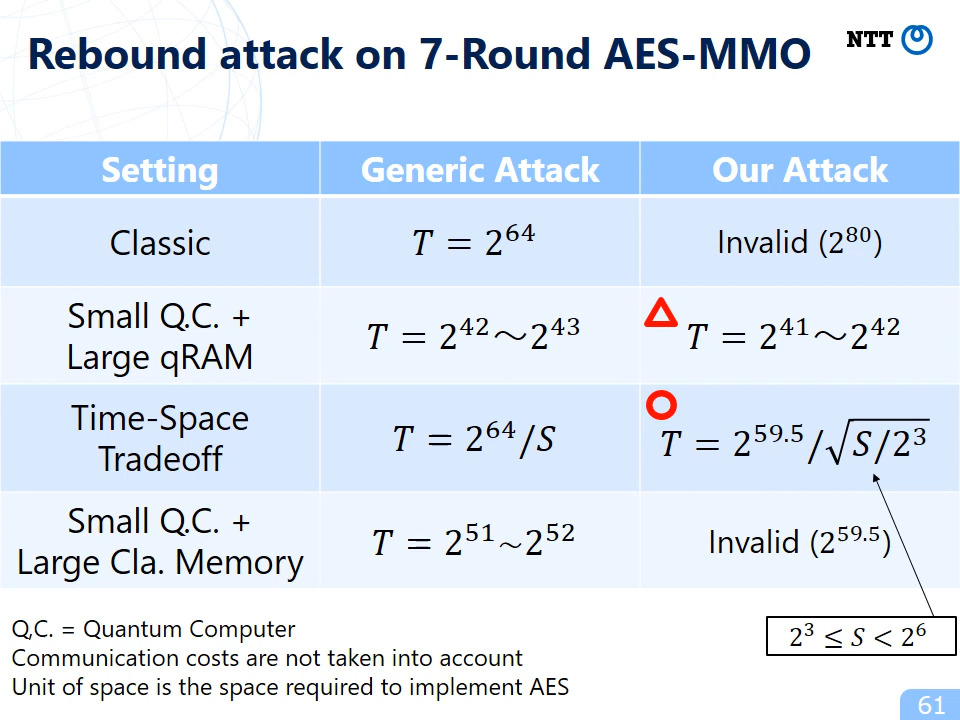 Rebound attack on 7-Round AES-MMO
NTT
Setting Generic Attack Our Attack
Classic T = 2^64 Invalid (2^80)
Small Q.C. +
Large qRAM T = 2^42～2^43 T = 2^41～2^42
Time-Space
Tradeoff T = 2^64/S T = 2^59.5/√(S/2^3)
Small Q.C. +
Large Cla. Memory T = 2^51~2^52 Invalid (2^59.5)
Q.C. = Quantum Computer
Communication costs are not taken into account
Unit of space is the space required to implement AES
2^3 ≤ S < 2^6
61